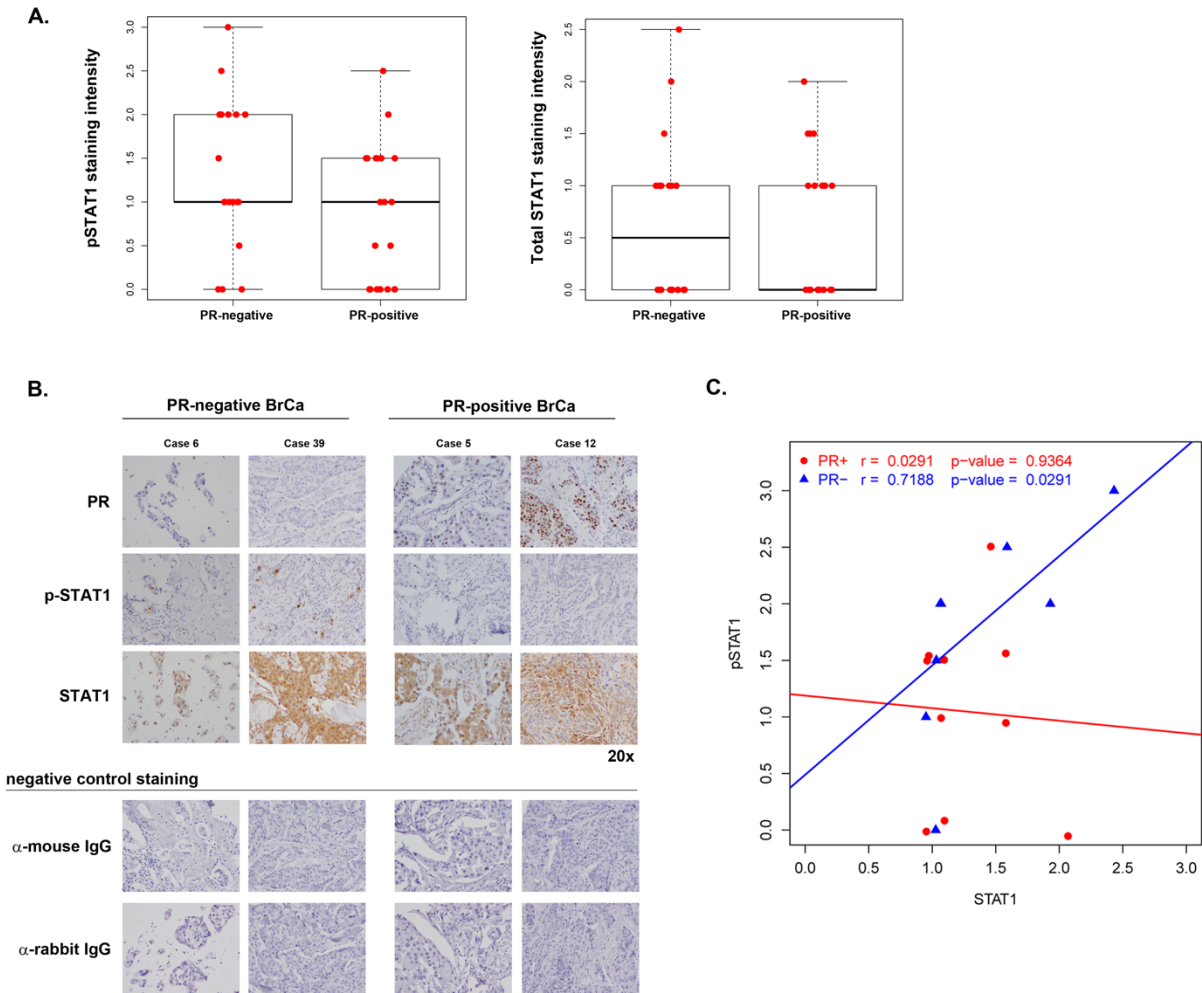 A.
pSTAT1 staining intensity
0.0 0.5 1.0 1.5 2.0 2.5 3.0
PR-negative PR-positive
Total STAT1 staining intensity
0.0 0.5 1.0 1.5 2.0 2.5
PR-negative PR-positive
B.
PR-negative BrCa PR-positive BrCa
Case 6 Case 39 Case 5 Case 12
PR
p-STAT1
STAT1
20x
negative control staining
α-mouse IgG
α-rabbit IgG
C.
PR+ r = 0.0291 p−value = 0.9364
PR− r = 0.7188 p−value = 0.0291
pSTAT1
0.0 0.5 1.0 1.5 2.0 2.5 3.0
0.0 0.5 1.0 1.5 2.0 2.5 3.0
STAT1